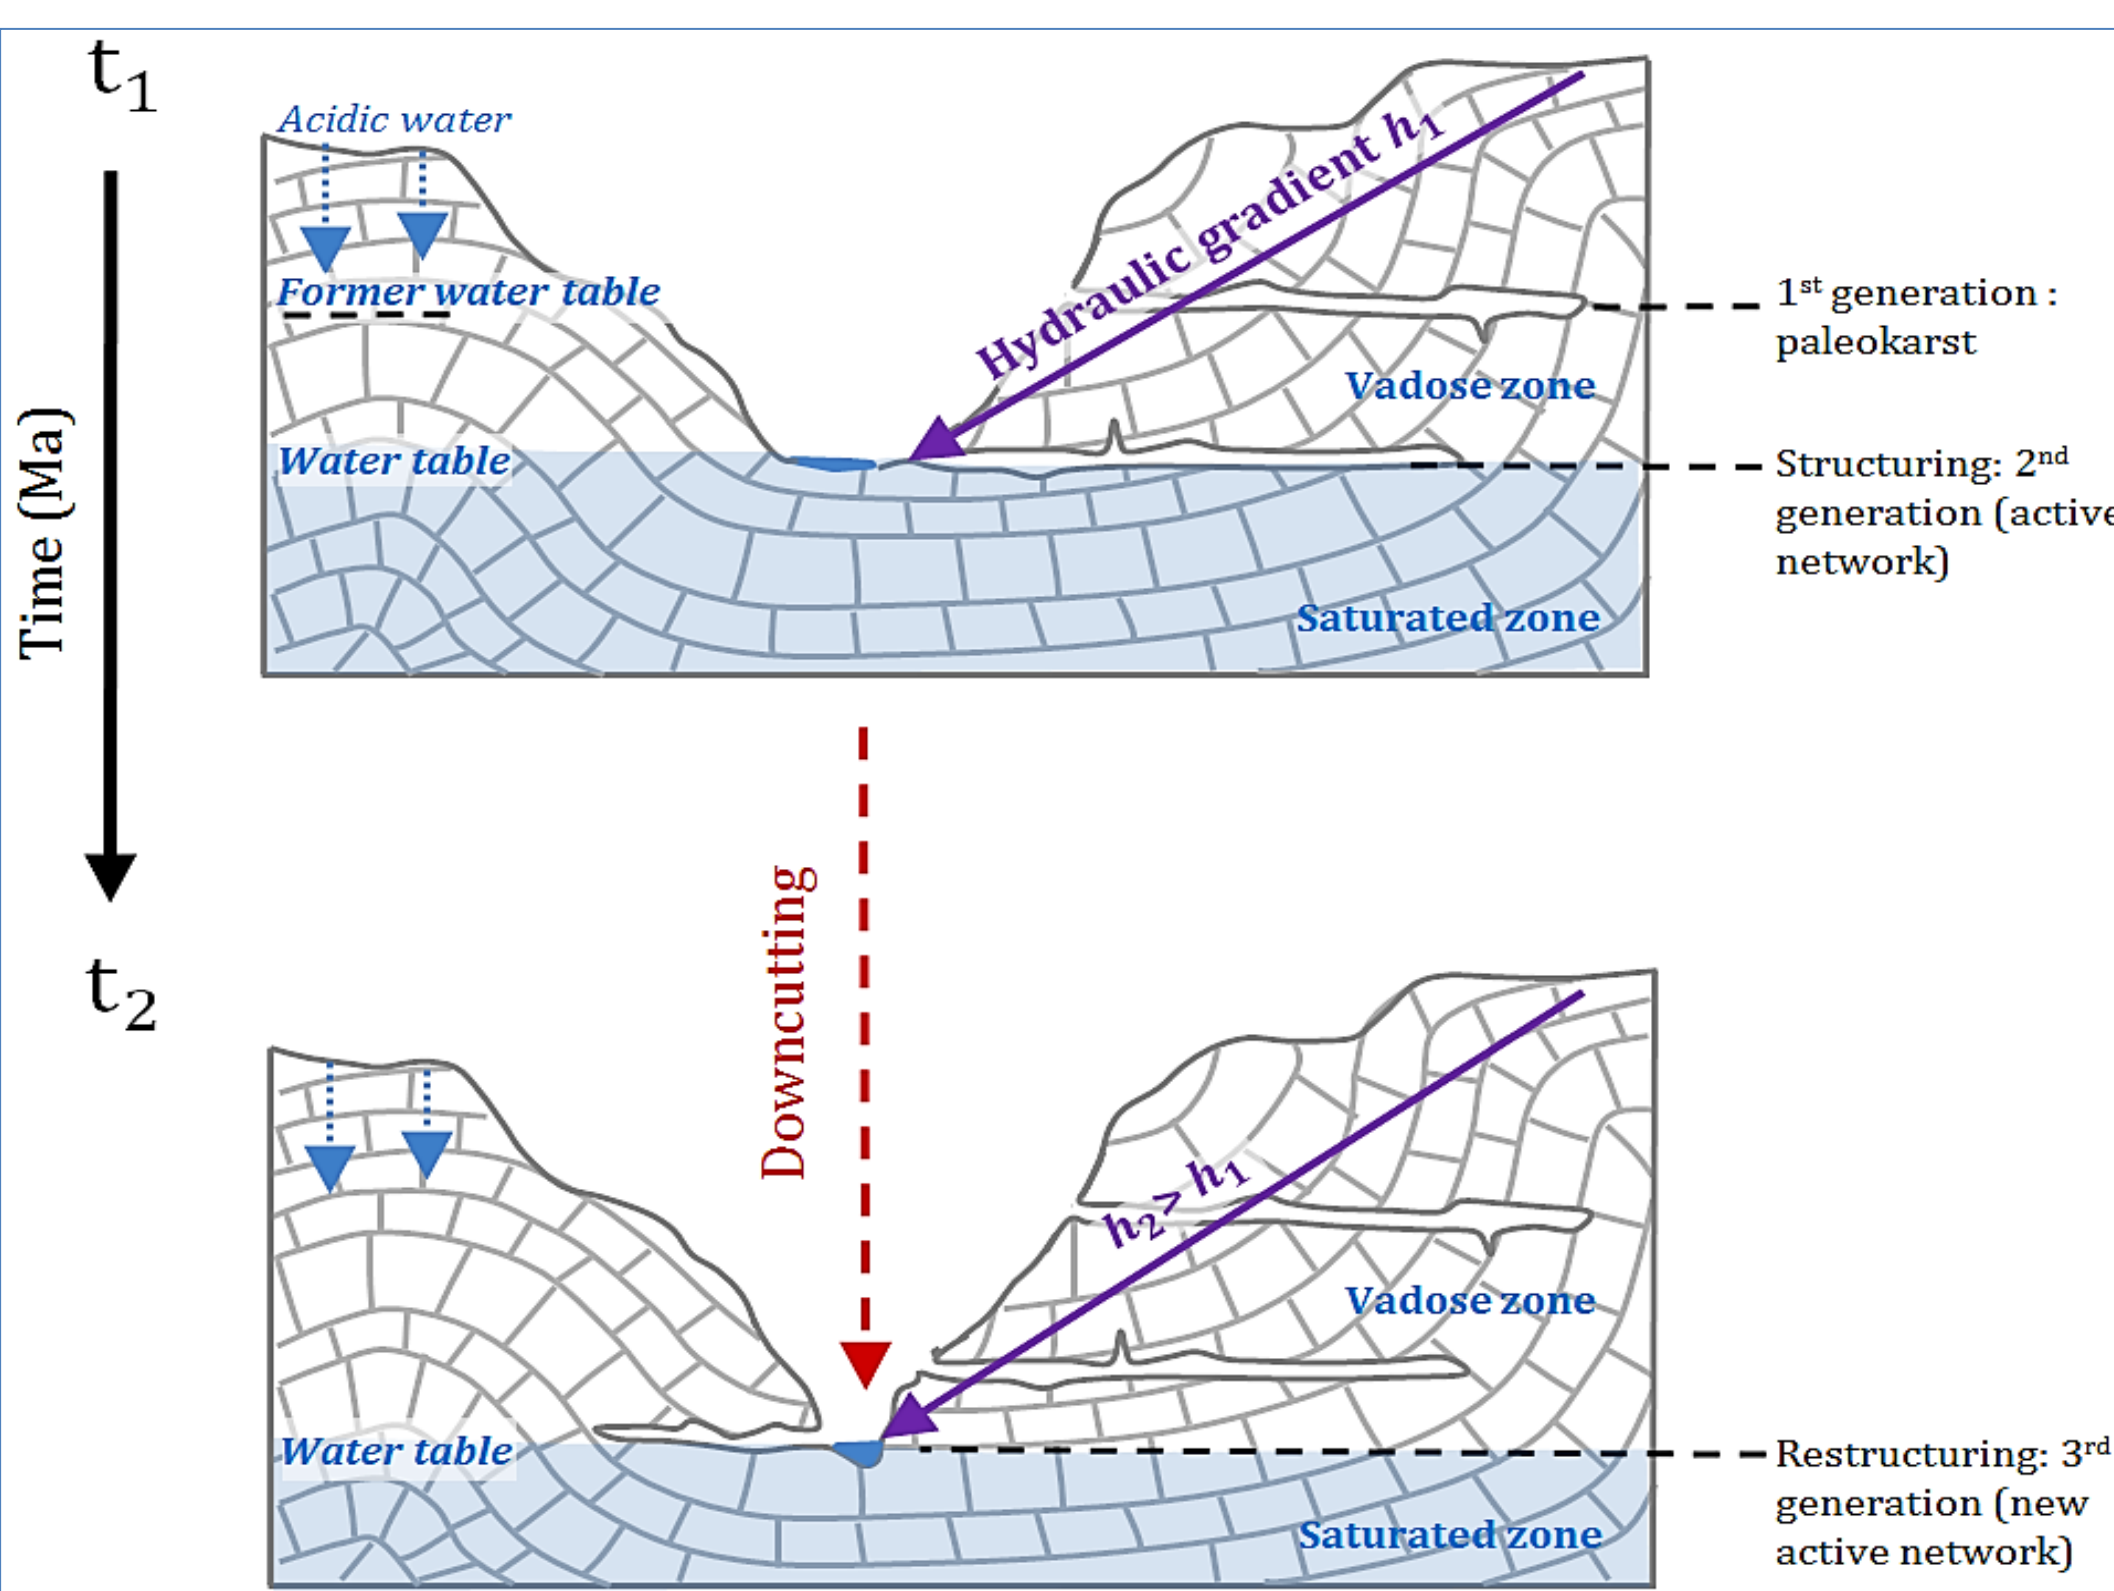 t₁
Acidic water
Former water table
Water table
Hydraulic gradient h₁
Vadose zone
Saturated zone
1st generation :
paleokarst
Structuring: 2nd
generation (active
network)
Time (Ma)
Downcutting
t₂
h₂> h₁
Water table
Vadose zone
Saturated zone
Restructuring: 3rd
generation (new
active network)